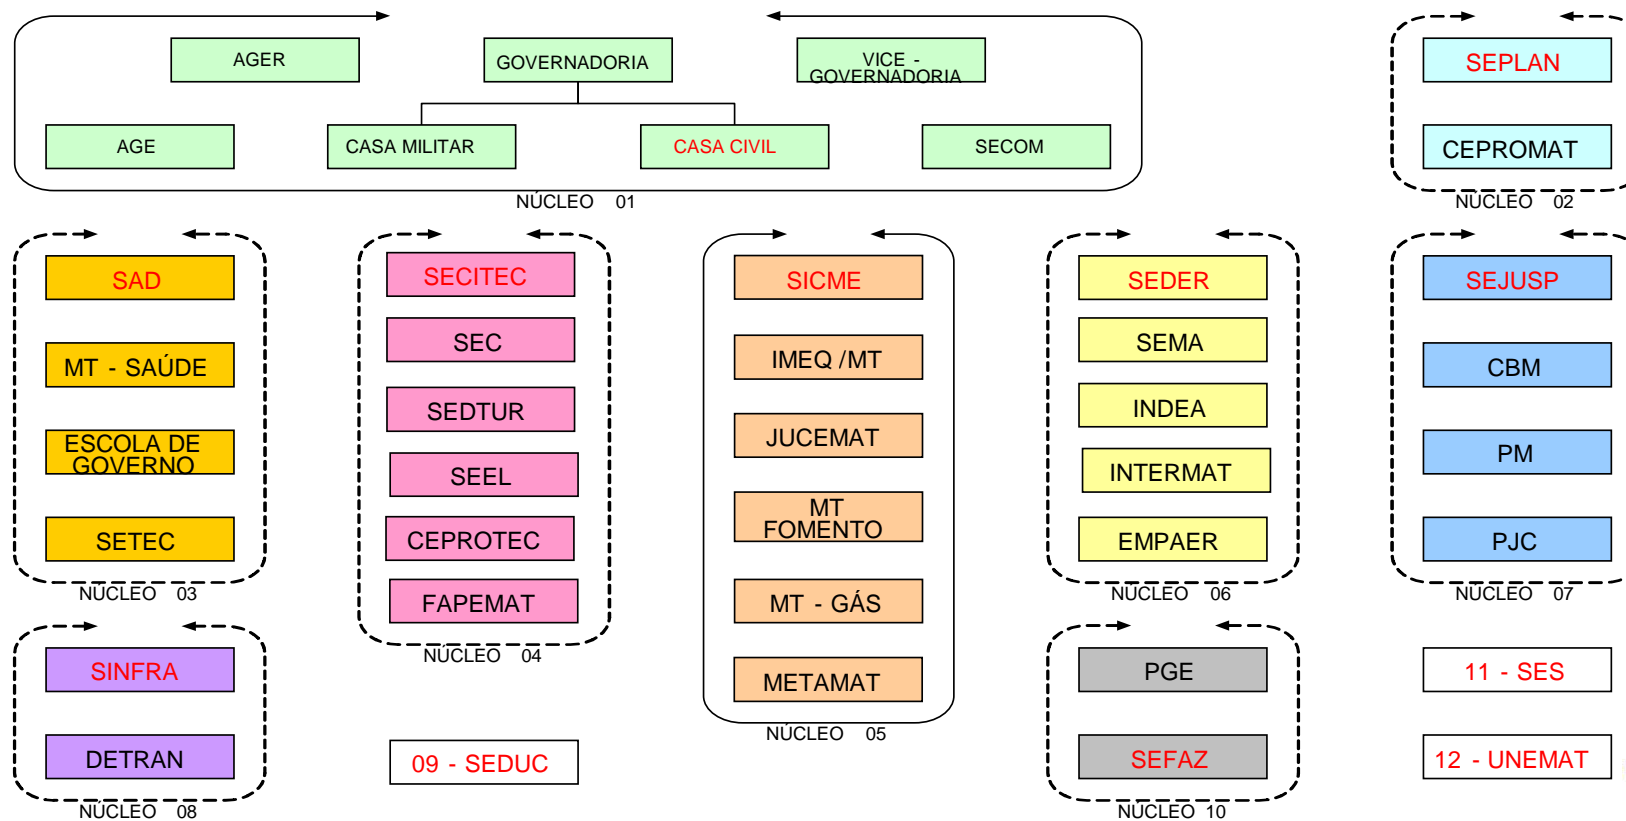 AGER
GOVERNADORIA
VICE -
GOVERNADORIA
AGE
CASA MILITAR
CASA CIVIL
SECOM
NÚCLEO 01
SEPLAN
CEPROMAT
NÚCLEO 02
SAD
MT - SAÚDE
ESCOLA DE
GOVERNO
SETEC
NÚCLEO 03
SECITEC
SEC
SEDTUR
SEEL
CEPROTEC
FAPEMAT
NÚCLEO 04
SICME
IMEQ /MT
JUCEMAT
MT
FOMENTO
MT - GÁS
METAMAT
NÚCLEO 05
SEDER
SEMA
INDEA
INTERMAT
EMPAER
NÚCLEO 06
SEJUSP
CBM
PM
PJC
NÚCLEO 07
SINFRA
DETRAN
NÚCLEO 08
09 - SEDUC
PGE
SEFAZ
NÚCLEO 10
11 - SES
12 - UNEMAT